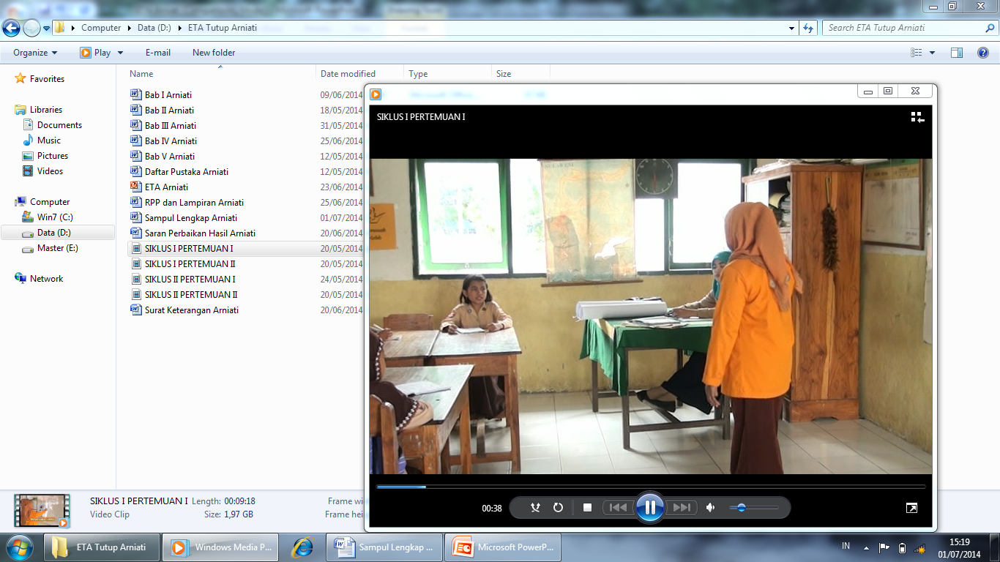 Computer ▸ Data (D:) ▸ ETA Tutup Arniati
Search ETA Tutup Arniati
Organize Play E-mail New folder
Name Date modified Type Size
Favorites
Libraries
Documents
Music
Pictures
Videos
Computer
Win7 (C:)
Data (D:)
Master (E:)
Network
Bab I Arniati 09/06/2014
Bab II Arniati 18/05/2014
Bab III Arniati 31/05/2014
Bab IV Arniati 25/06/2014
Bab V Arniati 12/05/2014
Daftar Pustaka Arniati 12/05/2014
ETA Arniati 23/06/2014
RPP dan Lampiran Arniati 25/06/2014
Sampul Lengkap Arniati 01/07/2014
Saran Perbaikan Hasil Arniati 20/06/2014
SIKLUS I PERTEMUAN I 20/05/2014
SIKLUS I PERTEMUAN II 20/05/2014
SIKLUS II PERTEMUAN I 24/05/2014
SIKLUS II PERTEMUAN II 20/05/2014
Surat Keterangan Arniati 20/06/2014
SIKLUS I PERTEMUAN I
00:38
SIKLUS I PERTEMUAN I Length: 00:09:18 Frame wi
Video Clip Size: 1,97 GB Frame hei
ETA Tutup Arniati
Windows Media P...
Sampul Lengkap ...
Microsoft PowerP...
IN
15:19
01/07/2014